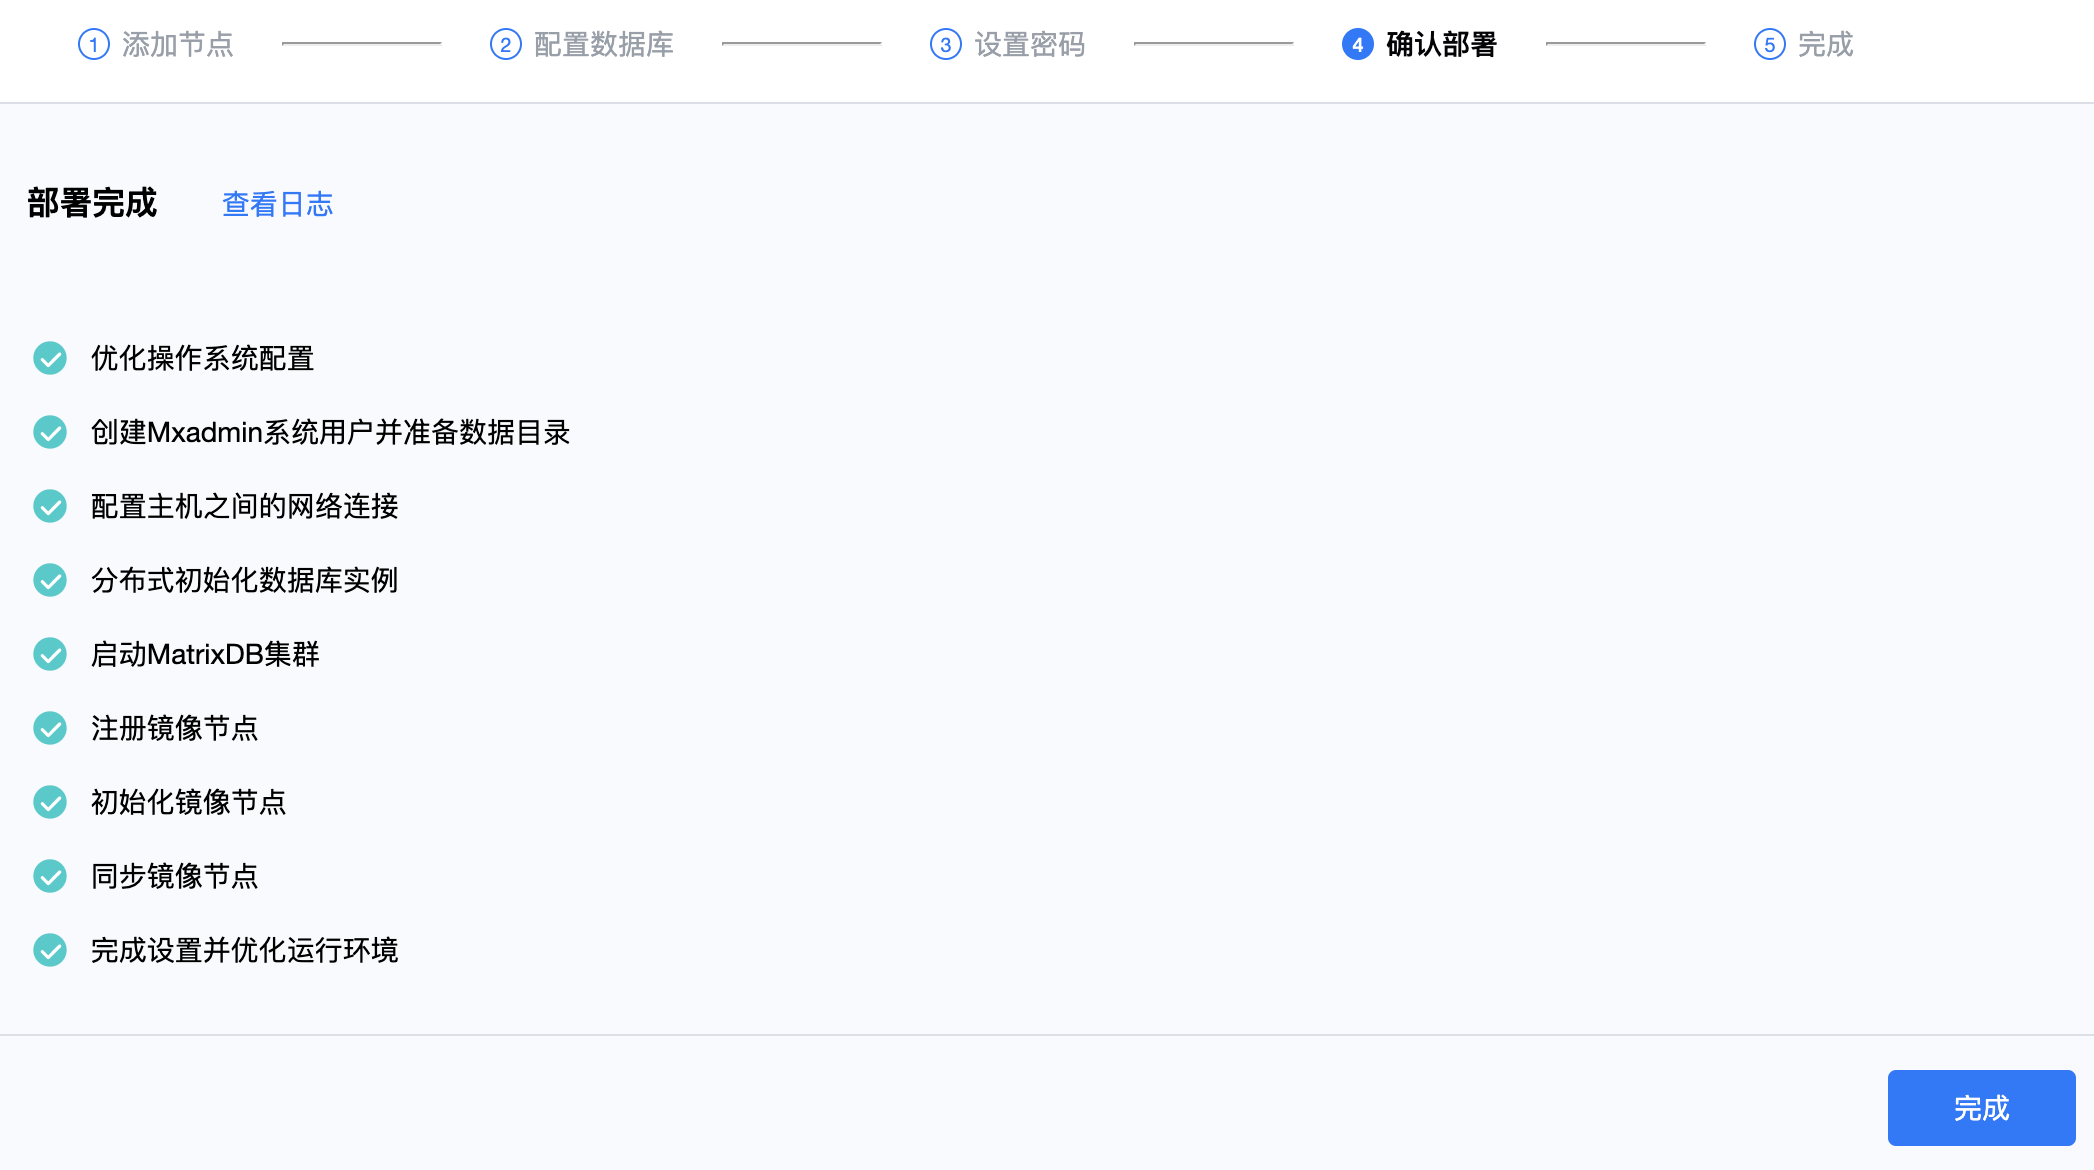 1 添加节点 2 配置数据库 3 设置密码 4 确认部署 5 完成
部署完成 查看日志
优化操作系统配置
创建Mxadmin系统用户并准备数据目录
配置主机之间的网络连接
分布式初始化数据库实例
启动MatrixDB集群
注册镜像节点
初始化镜像节点
同步镜像节点
完成设置并优化运行环境
完成